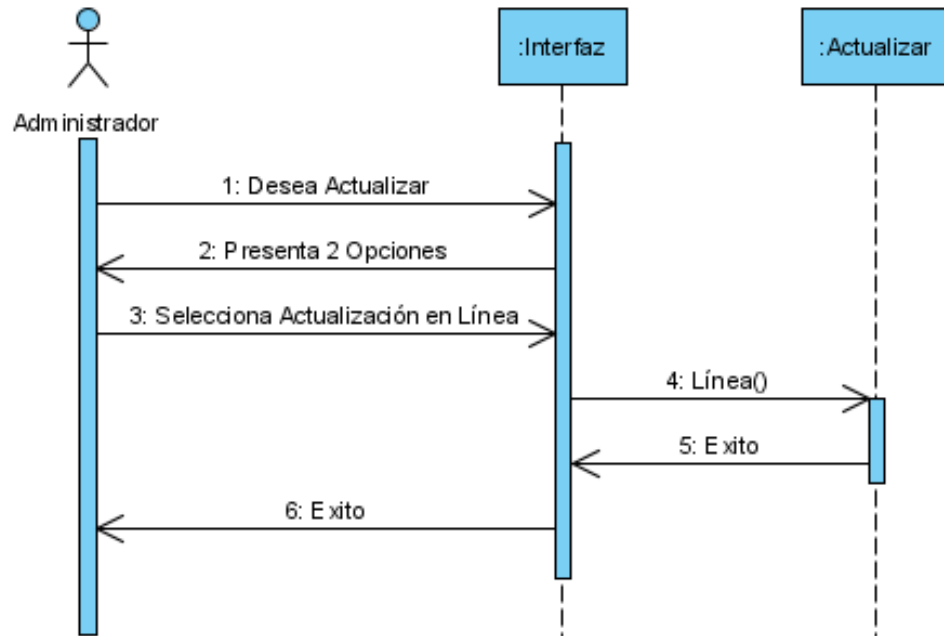 :Interfaz
:Actualizar
Administrador
1: Desea Actualizar
2: Presenta 2 Opciones
3: Selecciona Actualización en Línea
4: Línea()
5: Exito
6: Exito